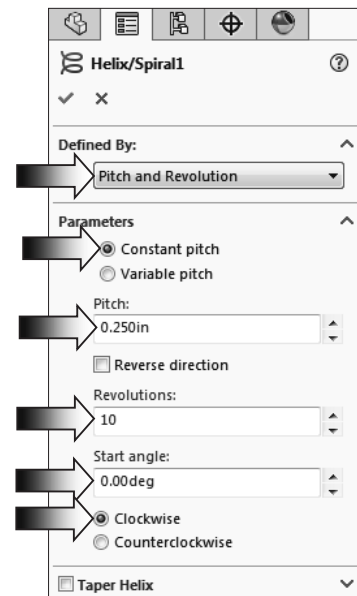 Helix/Spiral1
Defined By:
Pitch and Revolution
Parameters
Constant pitch
Variable pitch
Pitch:
0.250in
Reverse direction
Revolutions:
10
Start angle:
0.00deg
Clockwise
Counterclockwise
Taper Helix